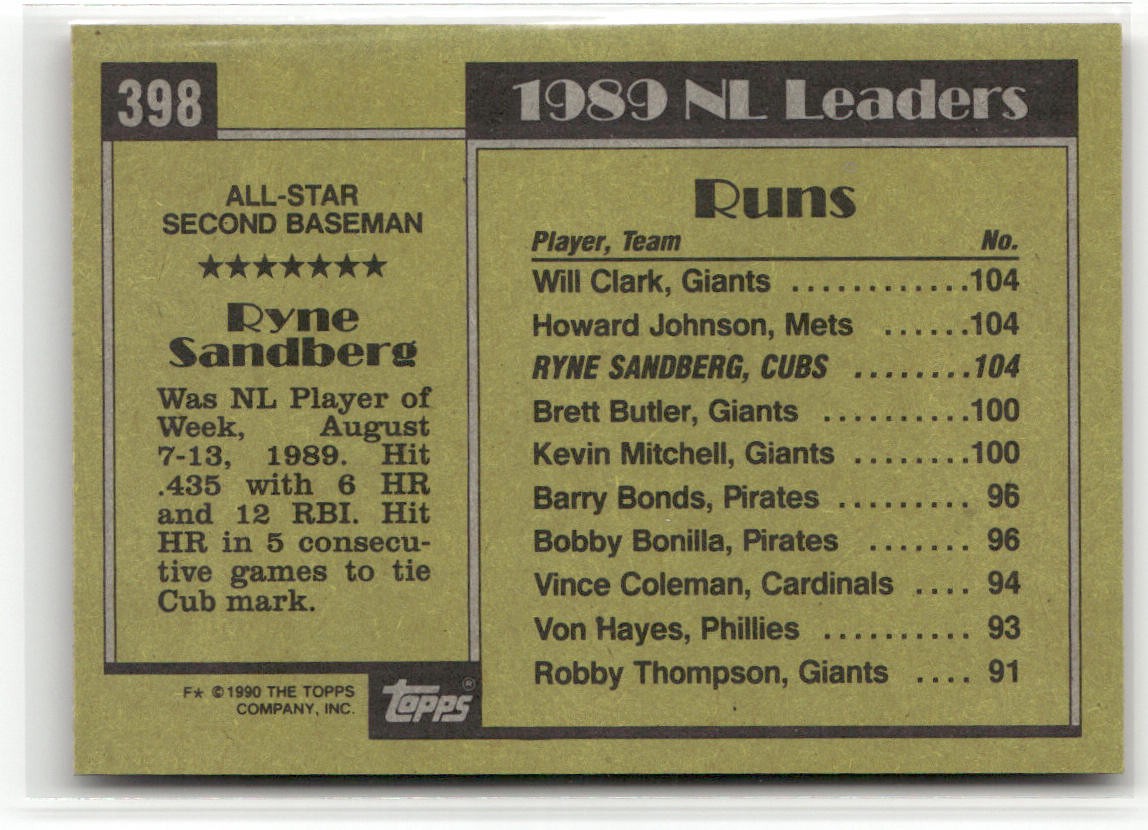 398
ALL-STAR
SECOND BASEMAN
★★★★★★★
Ryne
Sandberg
Was NL Player of
Week, August
7-13, 1989. Hit
.435 with 6 HR
and 12 RBI. Hit
HR in 5 consecu-
tive games to tie
Cub mark.
F★ ©1990 THE TOPPS
COMPANY, INC.
topps®
1989 NL Leaders
Runs
Player, Team No.
Will Clark, Giants ............104
Howard Johnson, Mets ......104
RYNE SANDBERG, CUBS ........104
Brett Butler, Giants ..........100
Kevin Mitchell, Giants ........100
Barry Bonds, Pirates ......... 96
Bobby Bonilla, Pirates ....... 96
Vince Coleman, Cardinals .... 94
Von Hayes, Phillies .......... 93
Robby Thompson, Giants .... 91